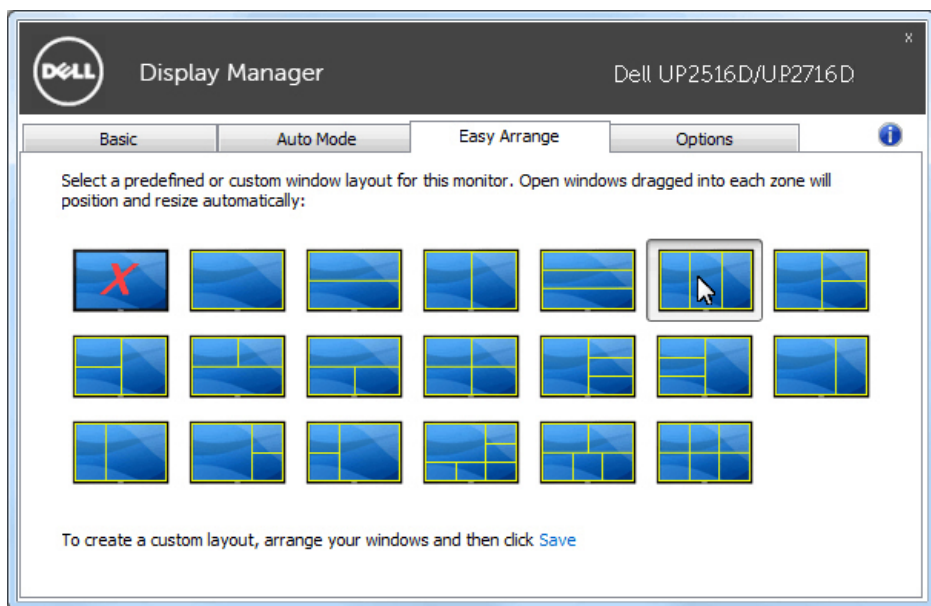 x
DELL
Display Manager
Dell UP2516D/UP2716D
Basic
Auto Mode
Easy Arrange
Options
i
Select a predefined or custom window layout for this monitor. Open windows dragged into each zone will
position and resize automatically:
X
To create a custom layout, arrange your windows and then click Save